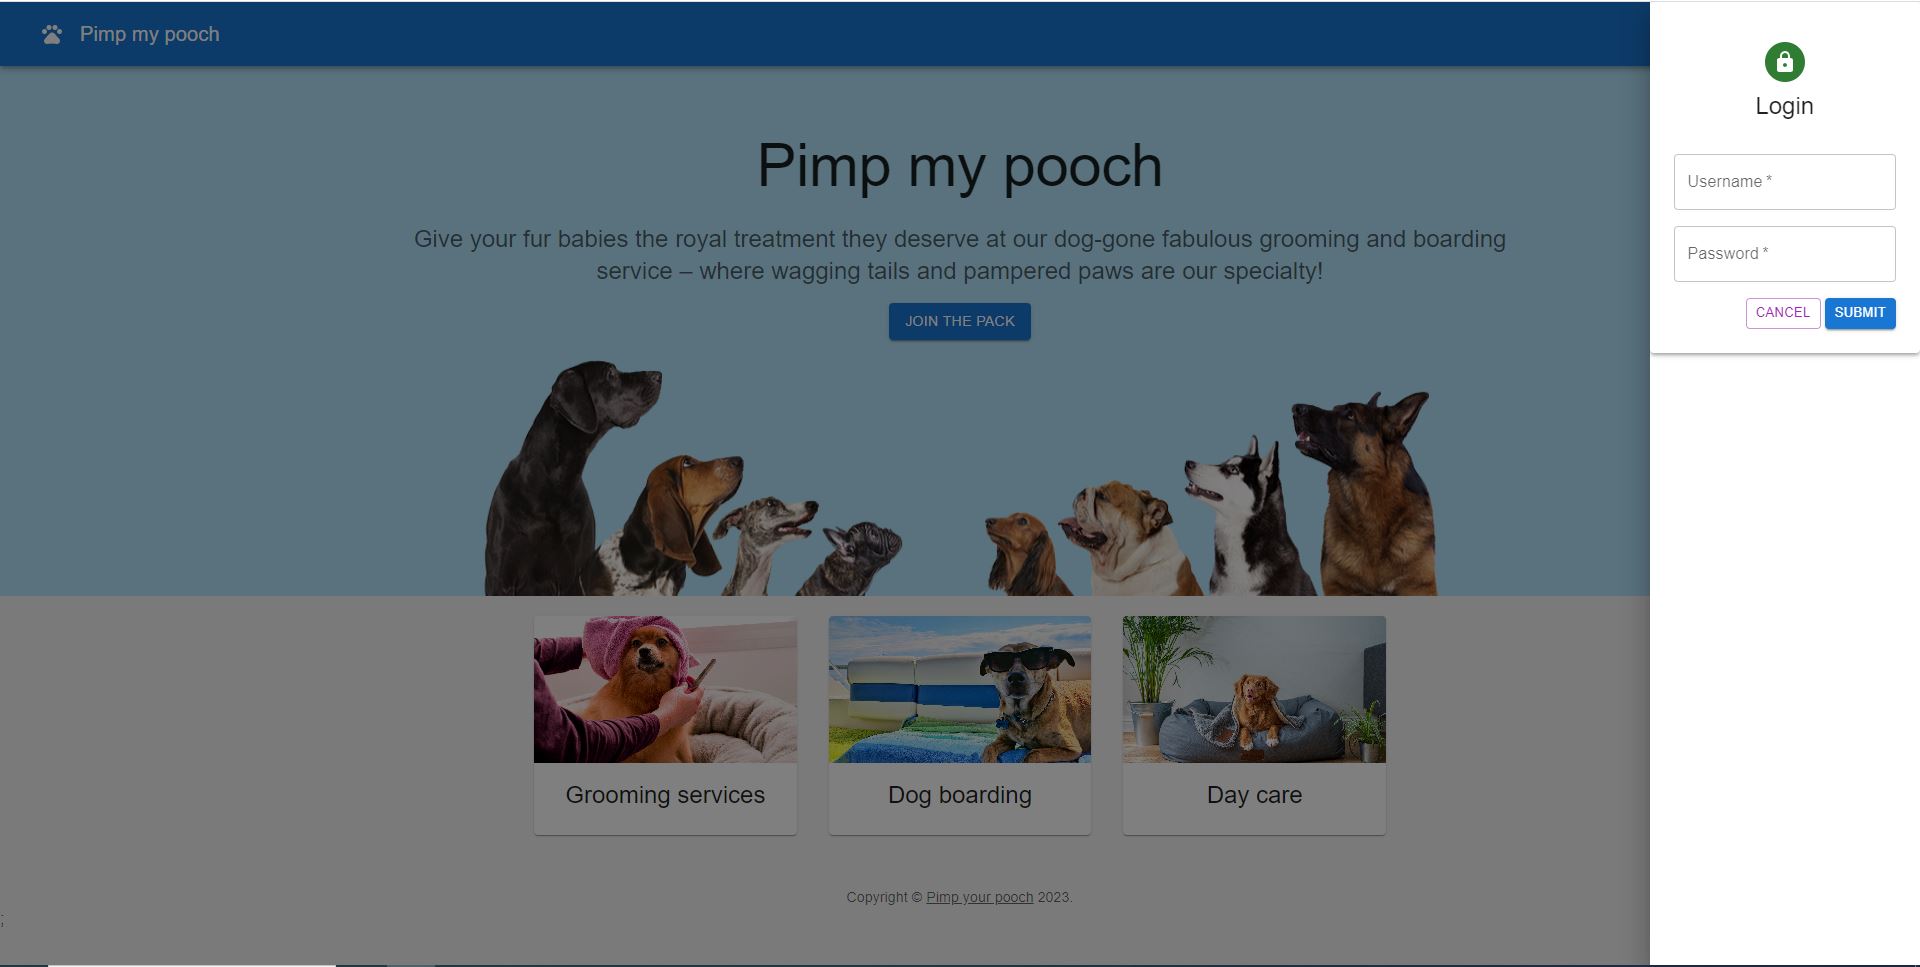 Pimp my pooch
Login
Username *
Password *
CANCEL
SUBMIT
Pimp my pooch
Give your fur babies the royal treatment they deserve at our dog-gone fabulous grooming and boarding
service – where wagging tails and pampered paws are our specialty!
JOIN THE PACK
Grooming services
Dog boarding
Day care
Copyright © Pimp your pooch 2023.
;